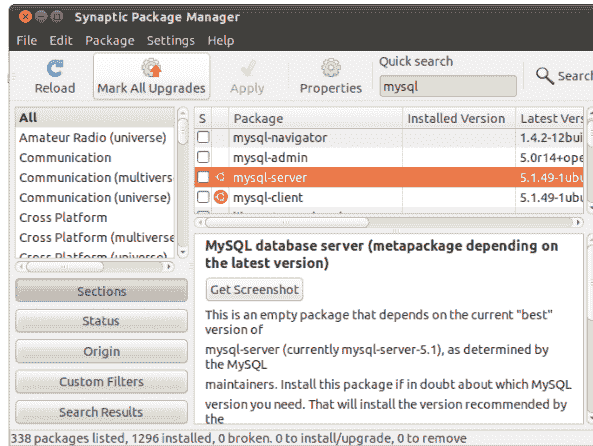 Synaptic Package Manager
File Edit Package Settings Help
Reload
Mark All Upgrades
Apply
Properties
Quick search
mysql
Search
All
Amateur Radio (universe)
Communication
Communication (multivers
Communication (universe)
Cross Platform
Cross Platform (multiverse
Cross Platform (universe)
S Package Installed Version Latest Vers
mysql-navigator 1.4.2-12bui
mysql-admin 5.0r14+ope
mysql-server 5.1.49-1ubu
mysql-client 5.1.49-1ubu
Sections
Status
Origin
Custom Filters
Search Results
MySQL database server (metapackage depending on
the latest version)
Get Screenshot
This is an empty package that depends on the current "best"
version of
mysql-server (currently mysql-server-5.1), as determined by
the MySQL
maintainers. Install this package if in doubt about which MySQL
version you need. That will install the version recommended by
the
338 packages listed, 1296 installed, 0 broken. 0 to install/upgrade, 0 to remove